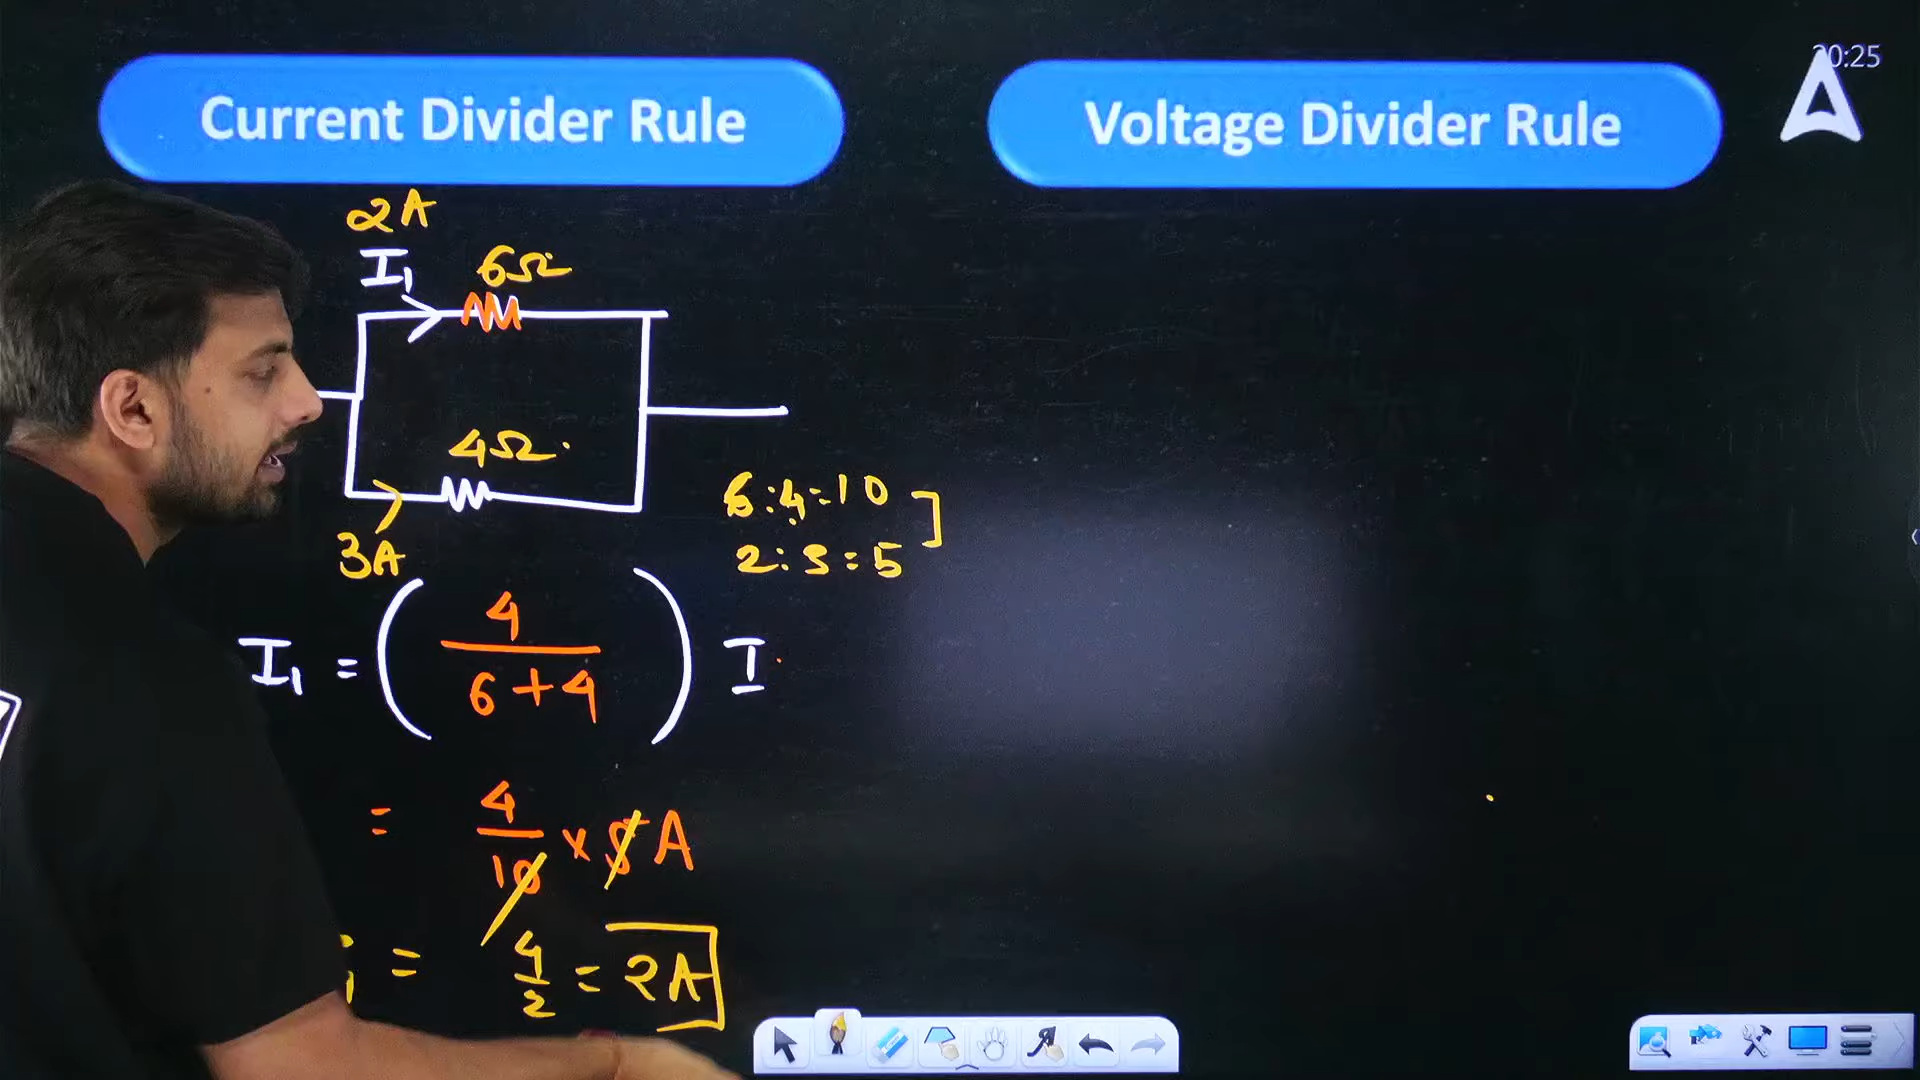 Current Divider Rule
Voltage Divider Rule
20:25
2A
I₁
6Ω
4Ω
3A
6:4=10
2:3=5
I₁ = (4/(6+4)) I
= 4/10 × 5 A
= 4/2 = 2A